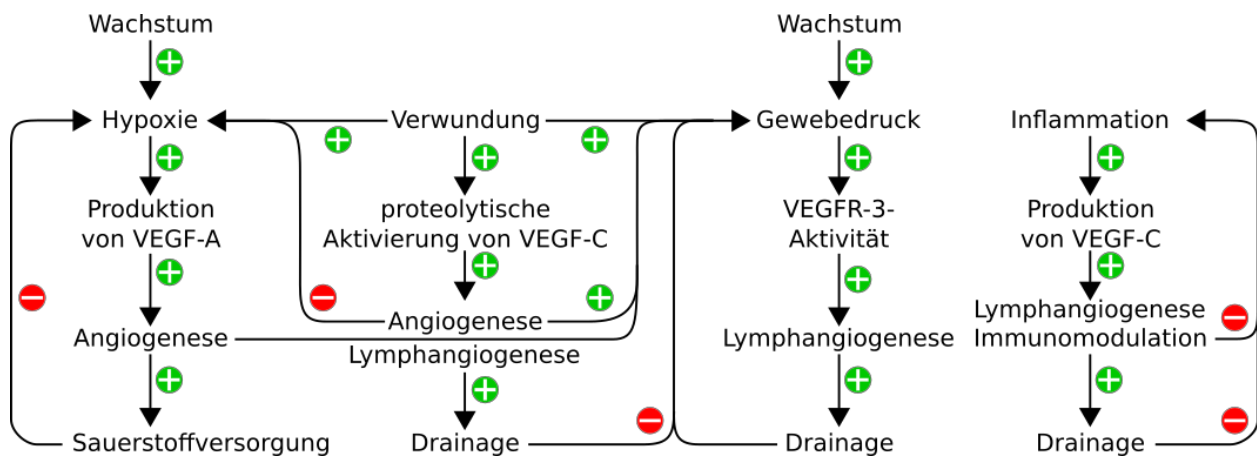 Wachstum
Wachstum
Hypoxie
Verwundung
Gewebedruck
Inflammation
Produktion
von VEGF-A
proteolytische
Aktivierung von VEGF-C
VEGFR-3-
Aktivität
Produktion
von VEGF-C
Angiogenese
Angiogenese
Lymphangiogenese
Lymphangiogenese
Lymphangiogenese
Immunomodulation
Sauerstoffversorgung
Drainage
Drainage
Drainage